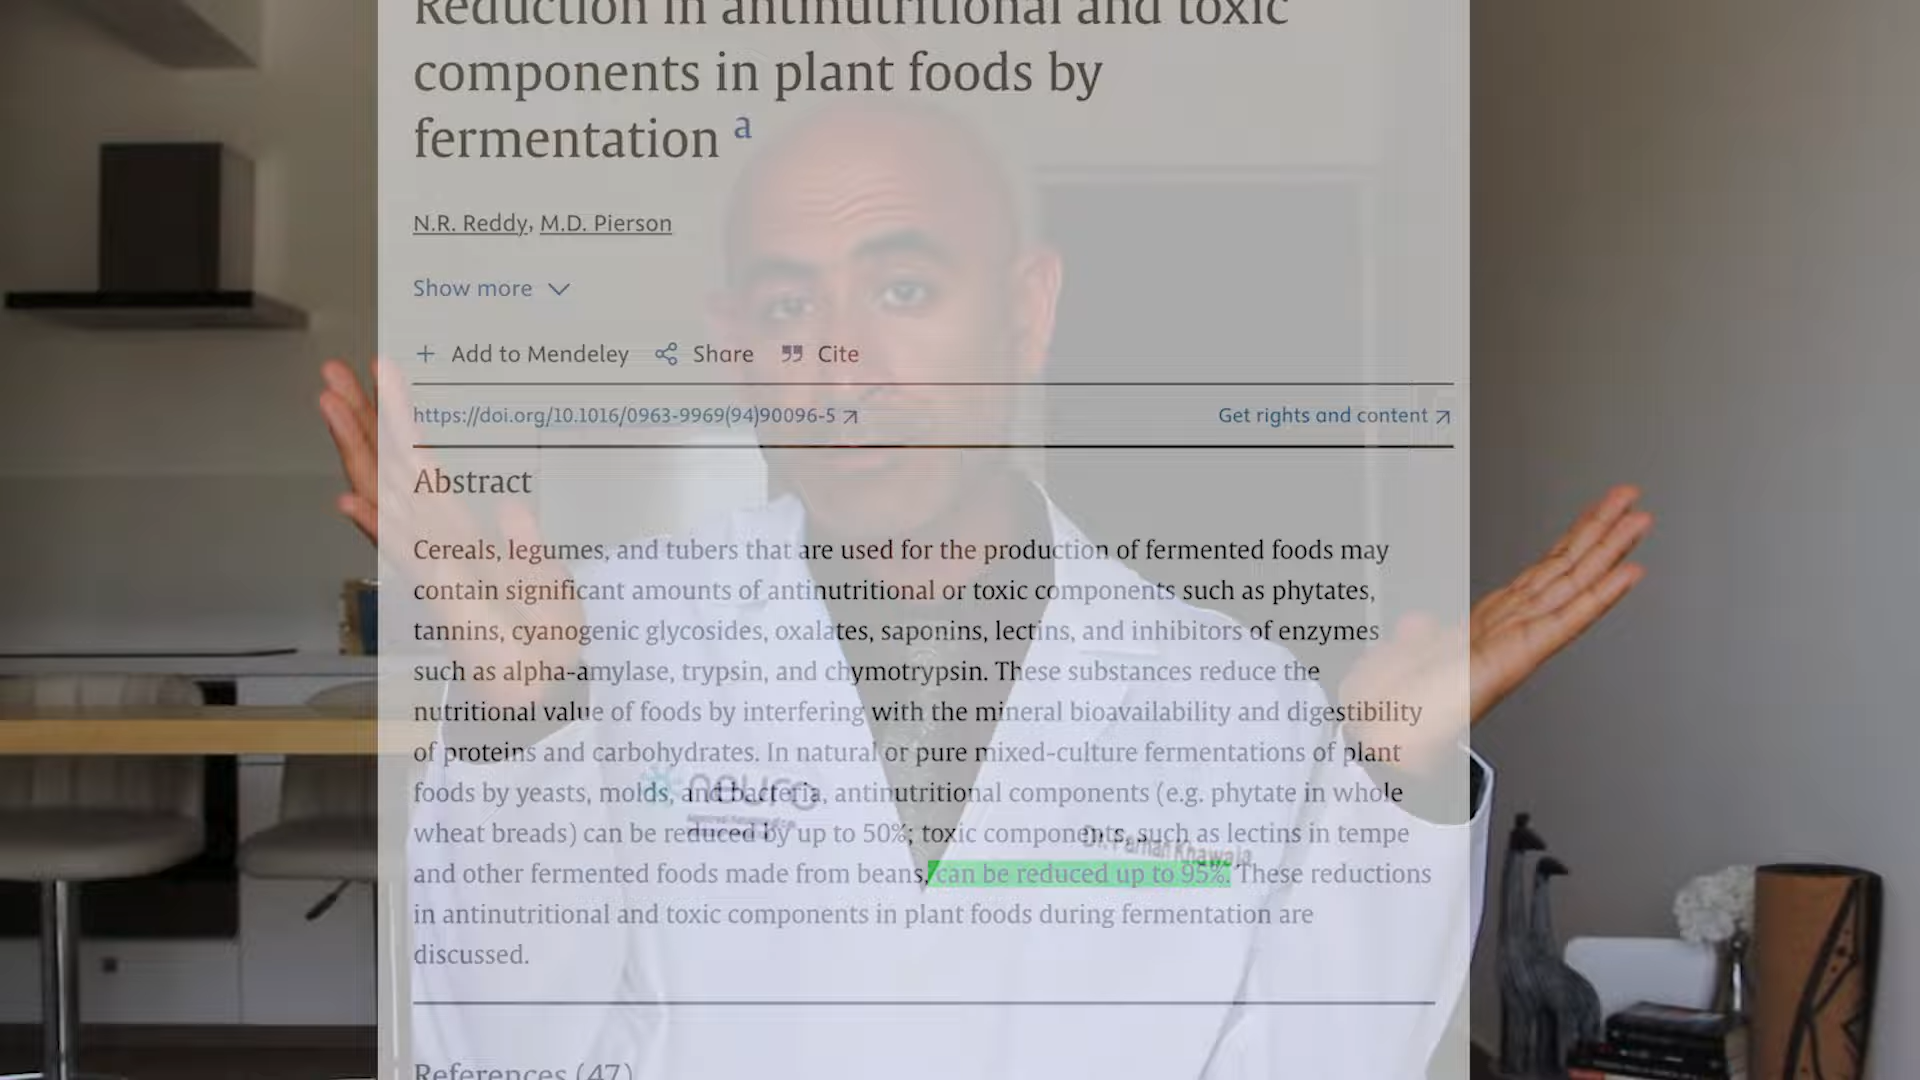 Reduction in antinutritional and toxic
components in plant foods by
fermentation a
N.R. Reddy, M.D. Pierson
Show more
+ Add to Mendeley Share Cite
https://doi.org/10.1016/0963-9969(94)90096-5 Get rights and content
Abstract
Cereals, legumes, and tubers that are used for the production of fermented foods may
contain significant amounts of antinutritional or toxic components such as phytates,
tannins, cyanogenic glycosides, oxalates, saponins, lectins, and inhibitors of enzymes
such as alpha-amylase, trypsin, and chymotrypsin. These substances reduce the
nutritional value of foods by interfering with the mineral bioavailability and digestibility
of proteins and carbohydrates. In natural or pure mixed-culture fermentations of plant
foods by yeasts, molds, and bacteria, antinutritional components (e.g. phytate in whole
wheat breads) can be reduced by up to 50%; toxic components, such as lectins in tempe
and other fermented foods made from beans, can be reduced up to 95%. These reductions
in antinutritional and toxic components in plant foods during fermentation are
discussed.
References (47)
neuro
Dr. Farhan Khawaja